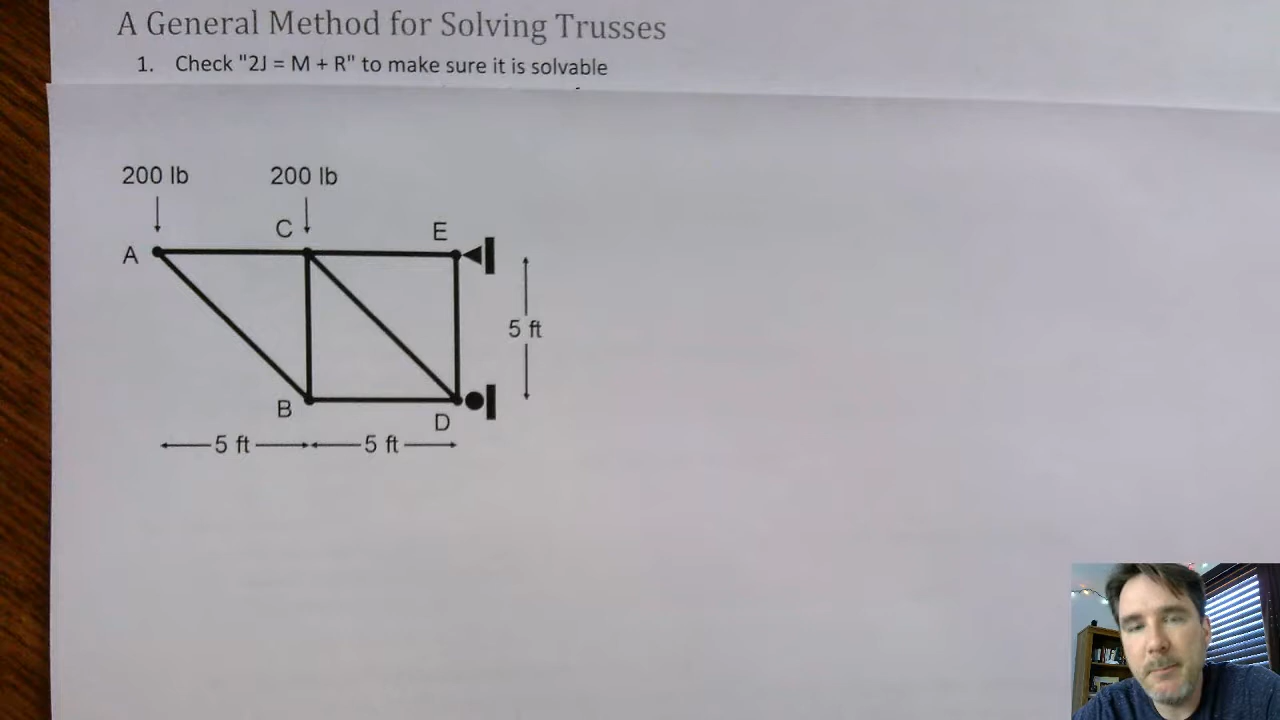 A General Method for Solving Trusses
1. Check "2J = M + R" to make sure it is solvable
200 lb 200 lb
C E
A
5 ft
B D
5 ft 5 ft